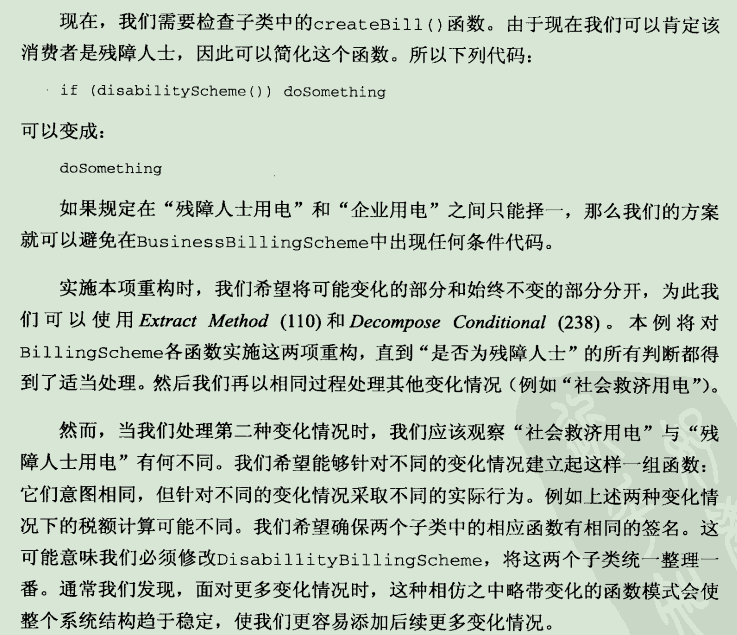 现在，我们需要检查子类中的createBill()函数。由于现在我们可以肯定该
消费者是残障人士，因此可以简化这个函数。所以下列代码：
if (disabilityScheme()) doSomething
可以变成：
doSomething
如果规定在“残障人士用电”和“企业用电”之间只能择一，那么我们的方案
就可以避免在BusinessBillingScheme中出现任何条件代码。
实施本项重构时，我们希望将可能变化的部分和始终不变的部分分开，为此我
们可以使用Extract Method (110)和Decompose Conditional (238)。本例将对
BillingScheme各函数实施这两项重构，直到“是否为残障人士”的所有判断都得
到了适当处理。然后我们再以相同过程处理其他变化情况（例如“社会救济用电”）。
然而，当我们处理第二种变化情况时，我们应该观察“社会救济用电”与“残
障人士用电”有何不同。我们希望能够针对不同的变化情况建立起这样一组函数：
它们意图相同，但针对不同的变化情况采取不同的实际行为。例如上述两种变化情
况下的税额计算可能不同。我们希望确保两个子类中的相应函数有相同的签名。这
可能意味我们必须修改DisabillityBillingScheme，将这两个子类统一整理一
番。通常我们发现，面对更多变化情况时，这种相仿之中略带变化的函数模式会使
整个系统结构趋于稳定，使我们更容易添加后续更多变化情况。